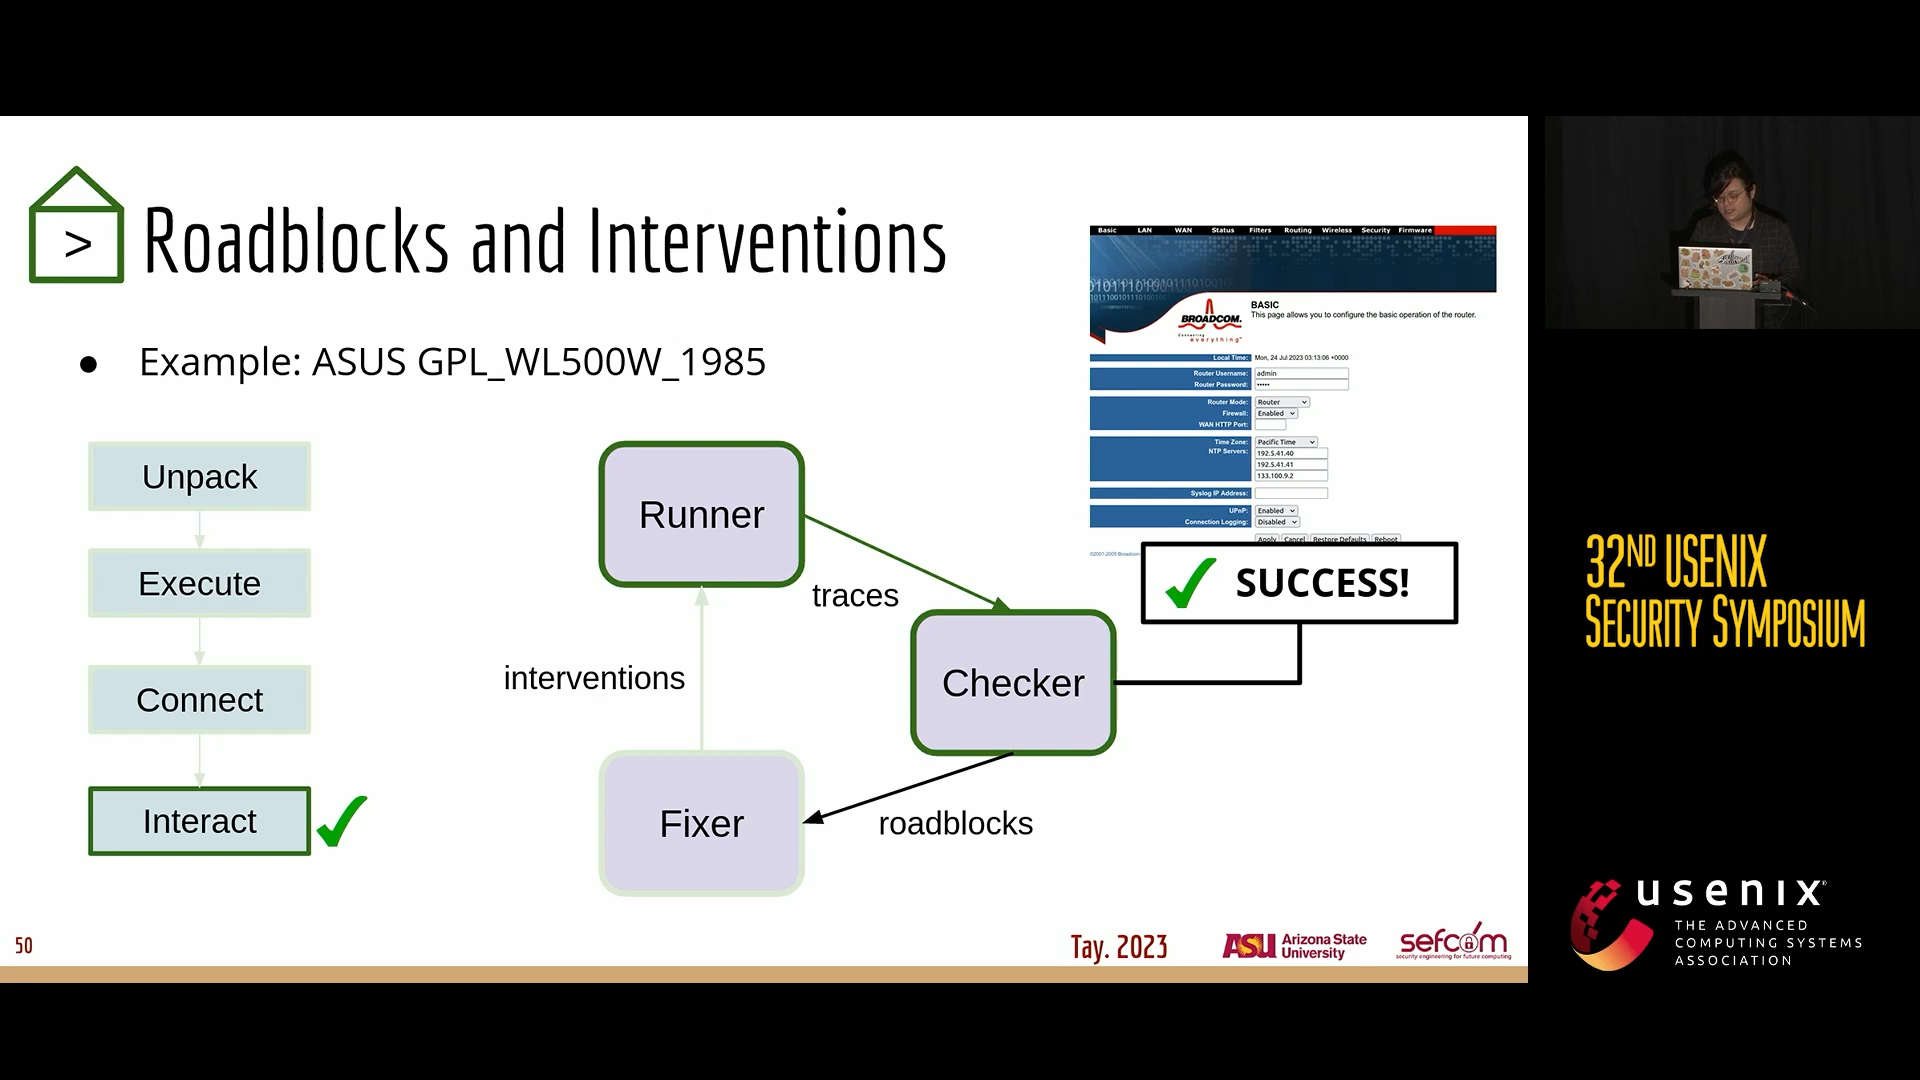 > Roadblocks and Interventions
● Example: ASUS GPL_WL500W_1985
Unpack
Execute
Connect
Interact
Runner
traces
Checker
interventions
Fixer
roadblocks
Basic LAN WAN Status Filters Routing Wireless Security Firmware
BROADCOM.
Connecting
everything
BASIC
This page allows you to configure the basic operation of the router.
Local Time: Mon, 24 Jul 2023 03:13:06 +0000
Router Username: admin
Router Password: •••••
Router Mode: Router
Firewall: Enabled
WAN HTTP Port:
Time Zone: Pacific Time
NTP Servers: 192.5.41.40
192.5.41.41
133.100.9.2
Syslog IP Address:
UPnP: Enabled
Connection Logging: Disabled
Apply Cancel Restore Defaults Reboot
©2001-2005 Broadcom
SUCCESS!
50
Tay. 2023
ASU Arizona State
University
sefcom
security engineering for future computing
32ND USENIX
SECURITY SYMPOSIUM
usenix
THE ADVANCED
COMPUTING SYSTEMS
ASSOCIATION